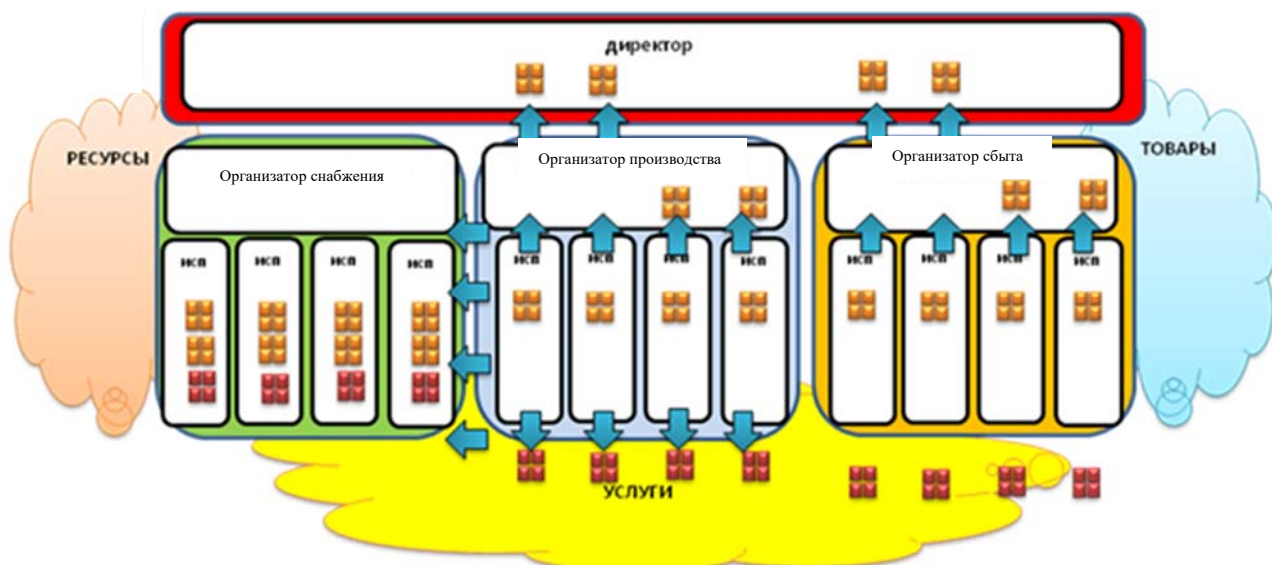 директор
РЕСУРСЫ
Организатор снабжения
Организатор производства
Организатор сбыта
ТОВАРЫ
исп исп исп исп исп исп исп исп исп исп исп исп
УСЛУГИ